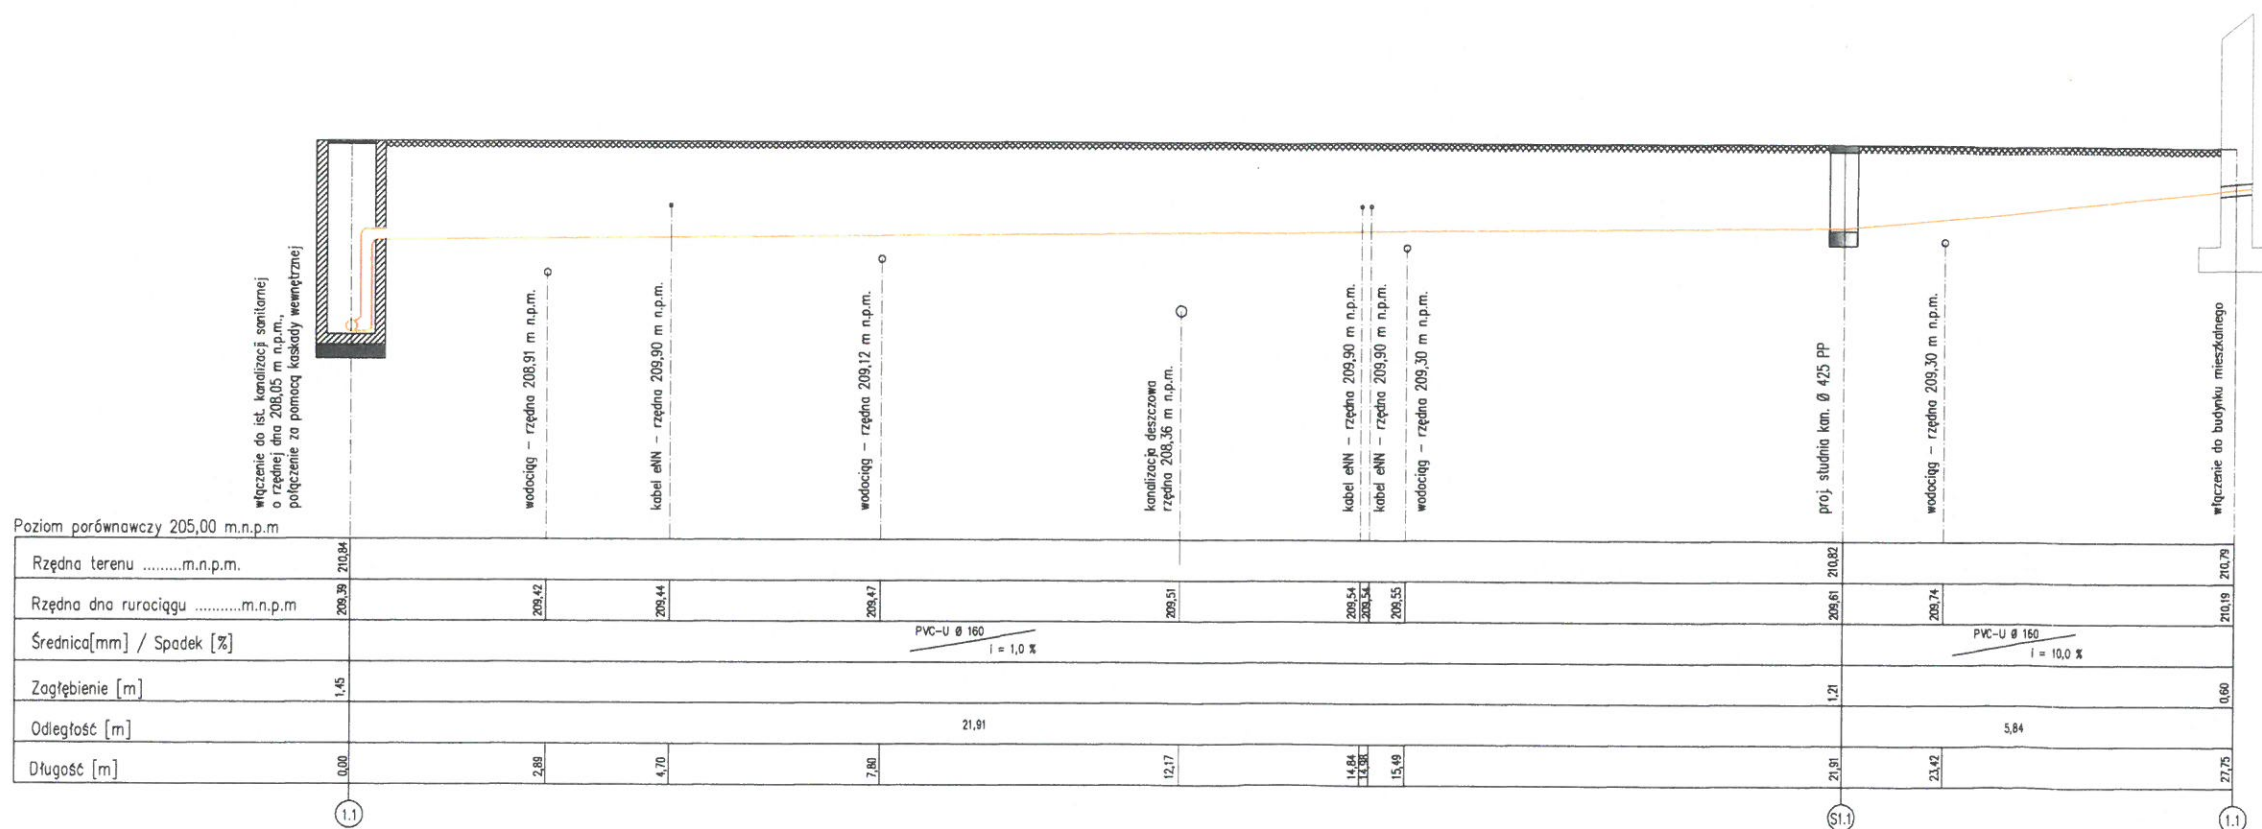 włączenie do ist. kanalizacji sanitarnej
o rzędnej dna 208,05 m n.p.m.,
połączenie za pomocą kaskady wewnętrznej
wodociąg – rzędna 208,91 m n.p.m.
kabel eNN – rzędna 209,90 m n.p.m.
wodociąg – rzędna 209,12 m n.p.m.
kanalizacja deszczowa
rzędna 208,36 m n.p.m.
kabel eNN – rzędna 209,90 m n.p.m.
kabel eNN – rzędna 209,90 m n.p.m.
wodociąg – rzędna 209,30 m n.p.m.
proj. studnia kan. Ø 425 PP
wodociąg – rzędna 209,30 m n.p.m.
włączenie do budynku mieszkalnego
Poziom porównawczy 205,00 m.n.p.m
Rzędna terenu .........m.n.p.m. 210,84 210,82 210,79
Rzędna dna rurociągu ...........m.n.p.m 209,39 209,42 209,44 209,47 209,51 209,54 209,54 209,55 209,61 209,74 210,19
Średnica[mm] / Spadek [%] PVC-U Ø 160 i = 1,0 % PVC-U Ø 160 i = 10,0 %
Zagłębienie [m] 1,45 1,21 0,60
Odległość [m] 21,91 5,84
Długość [m] 0,00 2,89 4,70 7,80 12,17 14,84 14,98 15,49 21,91 23,42 27,75
1.1 S1.1 1.1